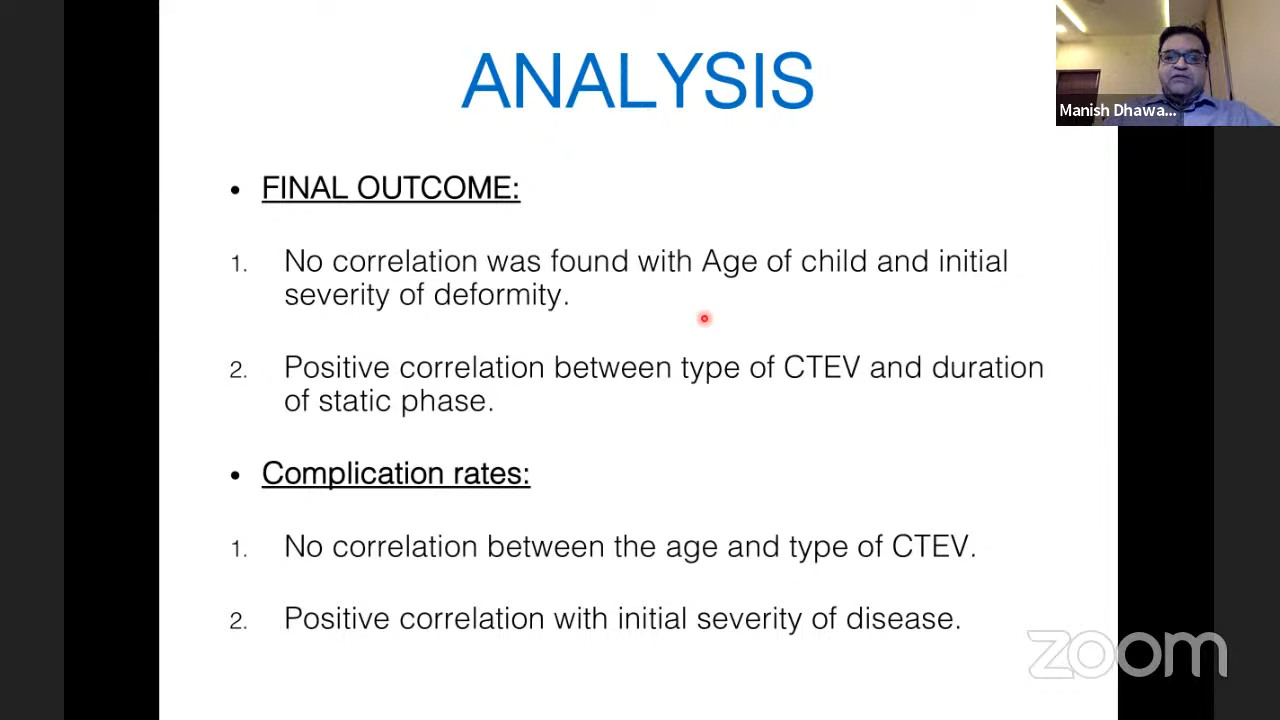 ANALYSIS
Manish Dhawa...
• FINAL OUTCOME:
1. No correlation was found with Age of child and initial
severity of deformity.
2. Positive correlation between type of CTEV and duration
of static phase.
• Complication rates:
1. No correlation between the age and type of CTEV.
2. Positive correlation with initial severity of disease.
zoom